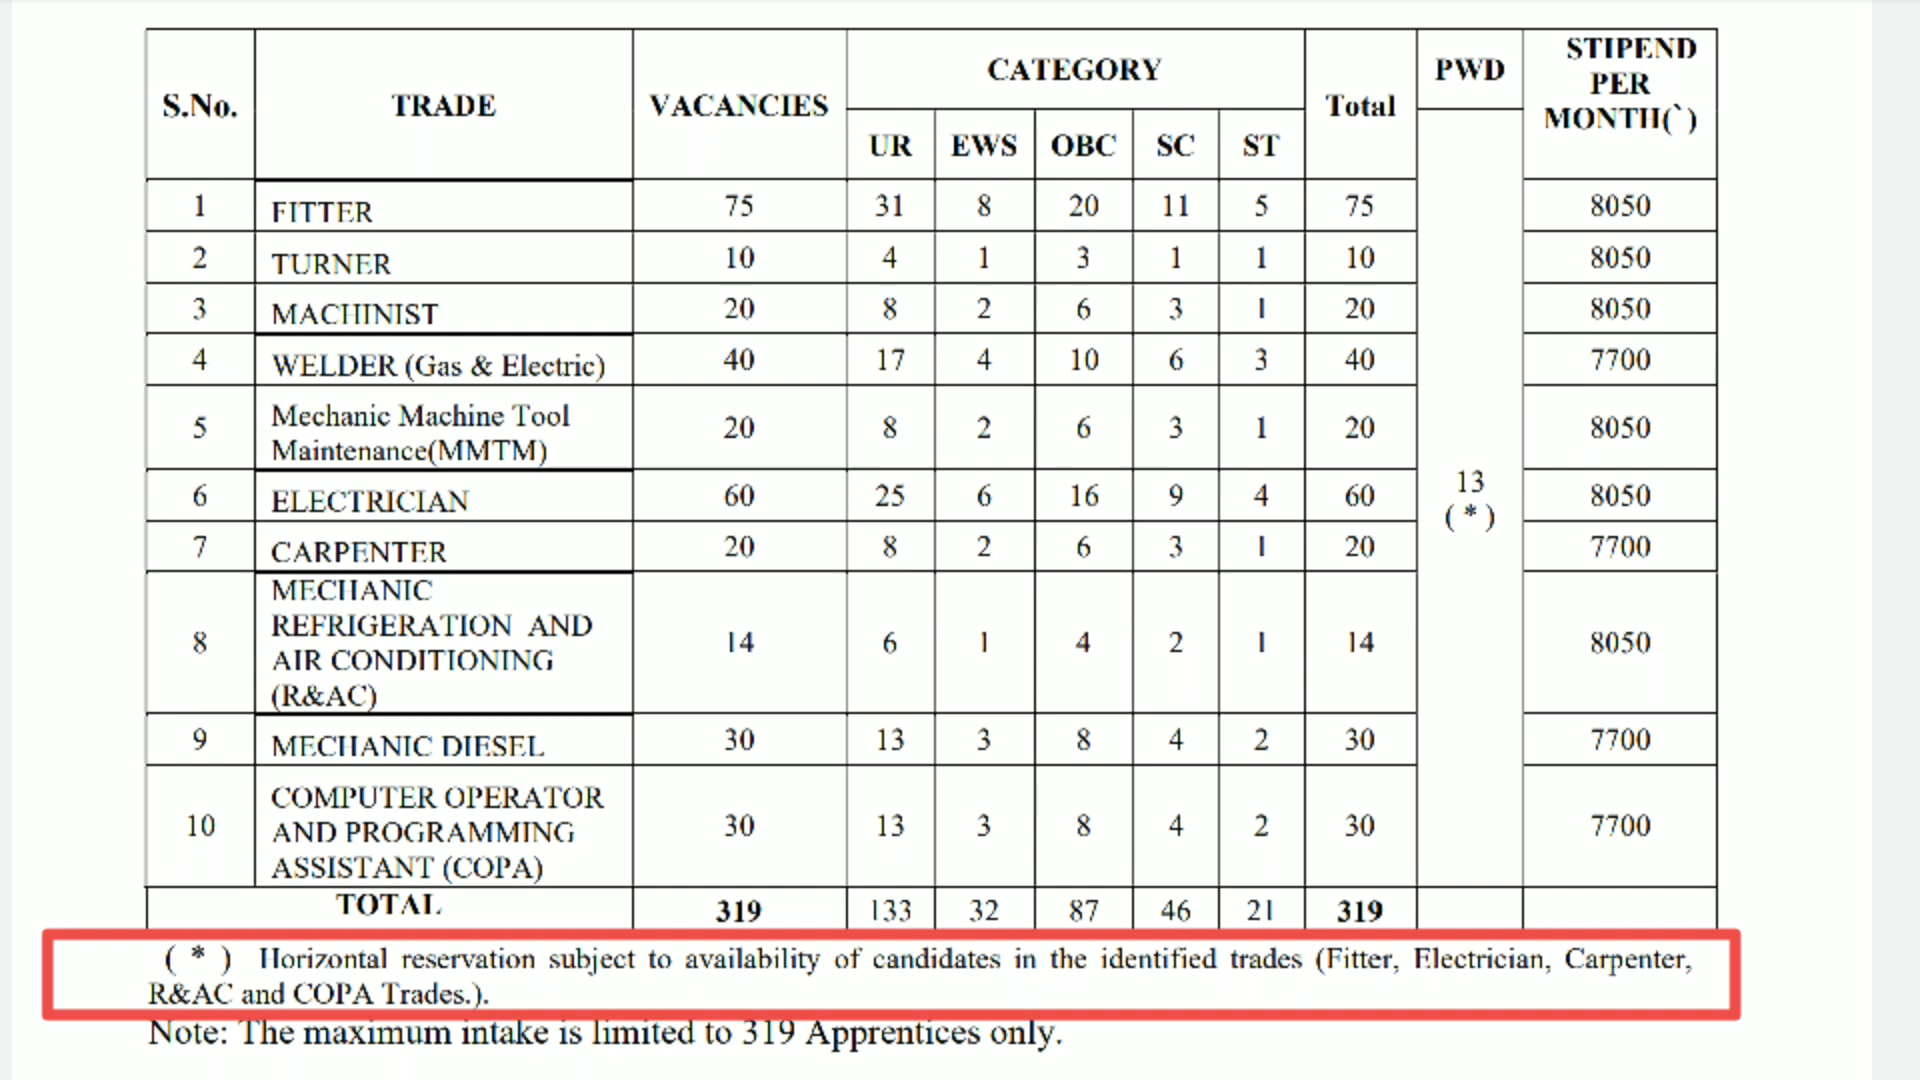 S.No. TRADE VACANCIES CATEGORY Total PWD STIPEND PER MONTH(`)
UR EWS OBC SC ST
1 FITTER 75 31 8 20 11 5 75 8050
2 TURNER 10 4 1 3 1 1 10 8050
3 MACHINIST 20 8 2 6 3 1 20 8050
4 WELDER (Gas & Electric) 40 17 4 10 6 3 40 7700
5 Mechanic Machine Tool Maintenance(MMTM) 20 8 2 6 3 1 20 8050
13
(*)
6 ELECTRICIAN 60 25 6 16 9 4 60 8050
7 CARPENTER 20 8 2 6 3 1 20 7700
8 MECHANIC REFRIGERATION AND AIR CONDITIONING (R&AC) 14 6 1 4 2 1 14 8050
9 MECHANIC DIESEL 30 13 3 8 4 2 30 7700
10 COMPUTER OPERATOR AND PROGRAMMING ASSISTANT (COPA) 30 13 3 8 4 2 30 7700
TOTAL 319 133 32 87 46 21 319
( * ) Horizontal reservation subject to availability of candidates in the identified trades (Fitter, Electrician, Carpenter,
R&AC and COPA Trades.).
Note: The maximum intake is limited to 319 Apprentices only.